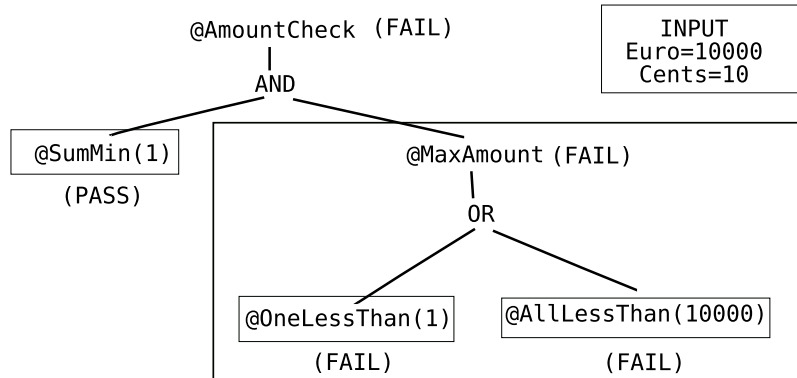 @AmountCheck (FAIL)
INPUT
Euro=10000
Cents=10
AND
@SumMin(1)
(PASS)
@MaxAmount (FAIL)
OR
@OneLessThan(1)
(FAIL)
@AllLessThan(10000)
(FAIL)